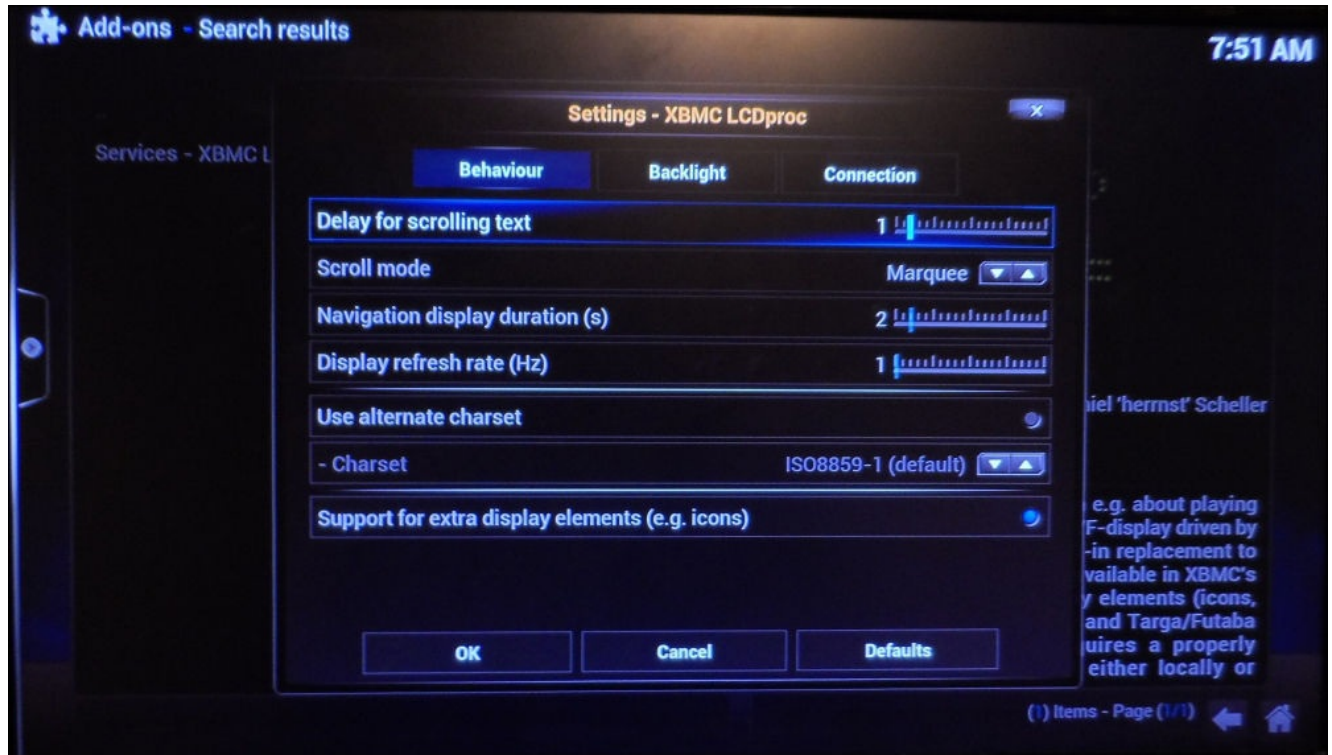 Add-ons - Search results
7:51 AM
Settings - XBMC LCDproc
Services - XBMC L
Behaviour
Backlight
Connection
Delay for scrolling text 1
Scroll mode Marquee
Navigation display duration (s) 2
Display refresh rate (Hz) 1
Use alternate charset
- Charset ISO8859-1 (default)
Support for extra display elements (e.g. icons)
iel 'herrnst' Scheller
e.g. about playing
F-display driven by
-in replacement to
vailable in XBMC's
y elements (icons,
and Targa/Futaba
uires a properly
either locally or
OK
Cancel
Defaults
(1) Items - Page (1/1)